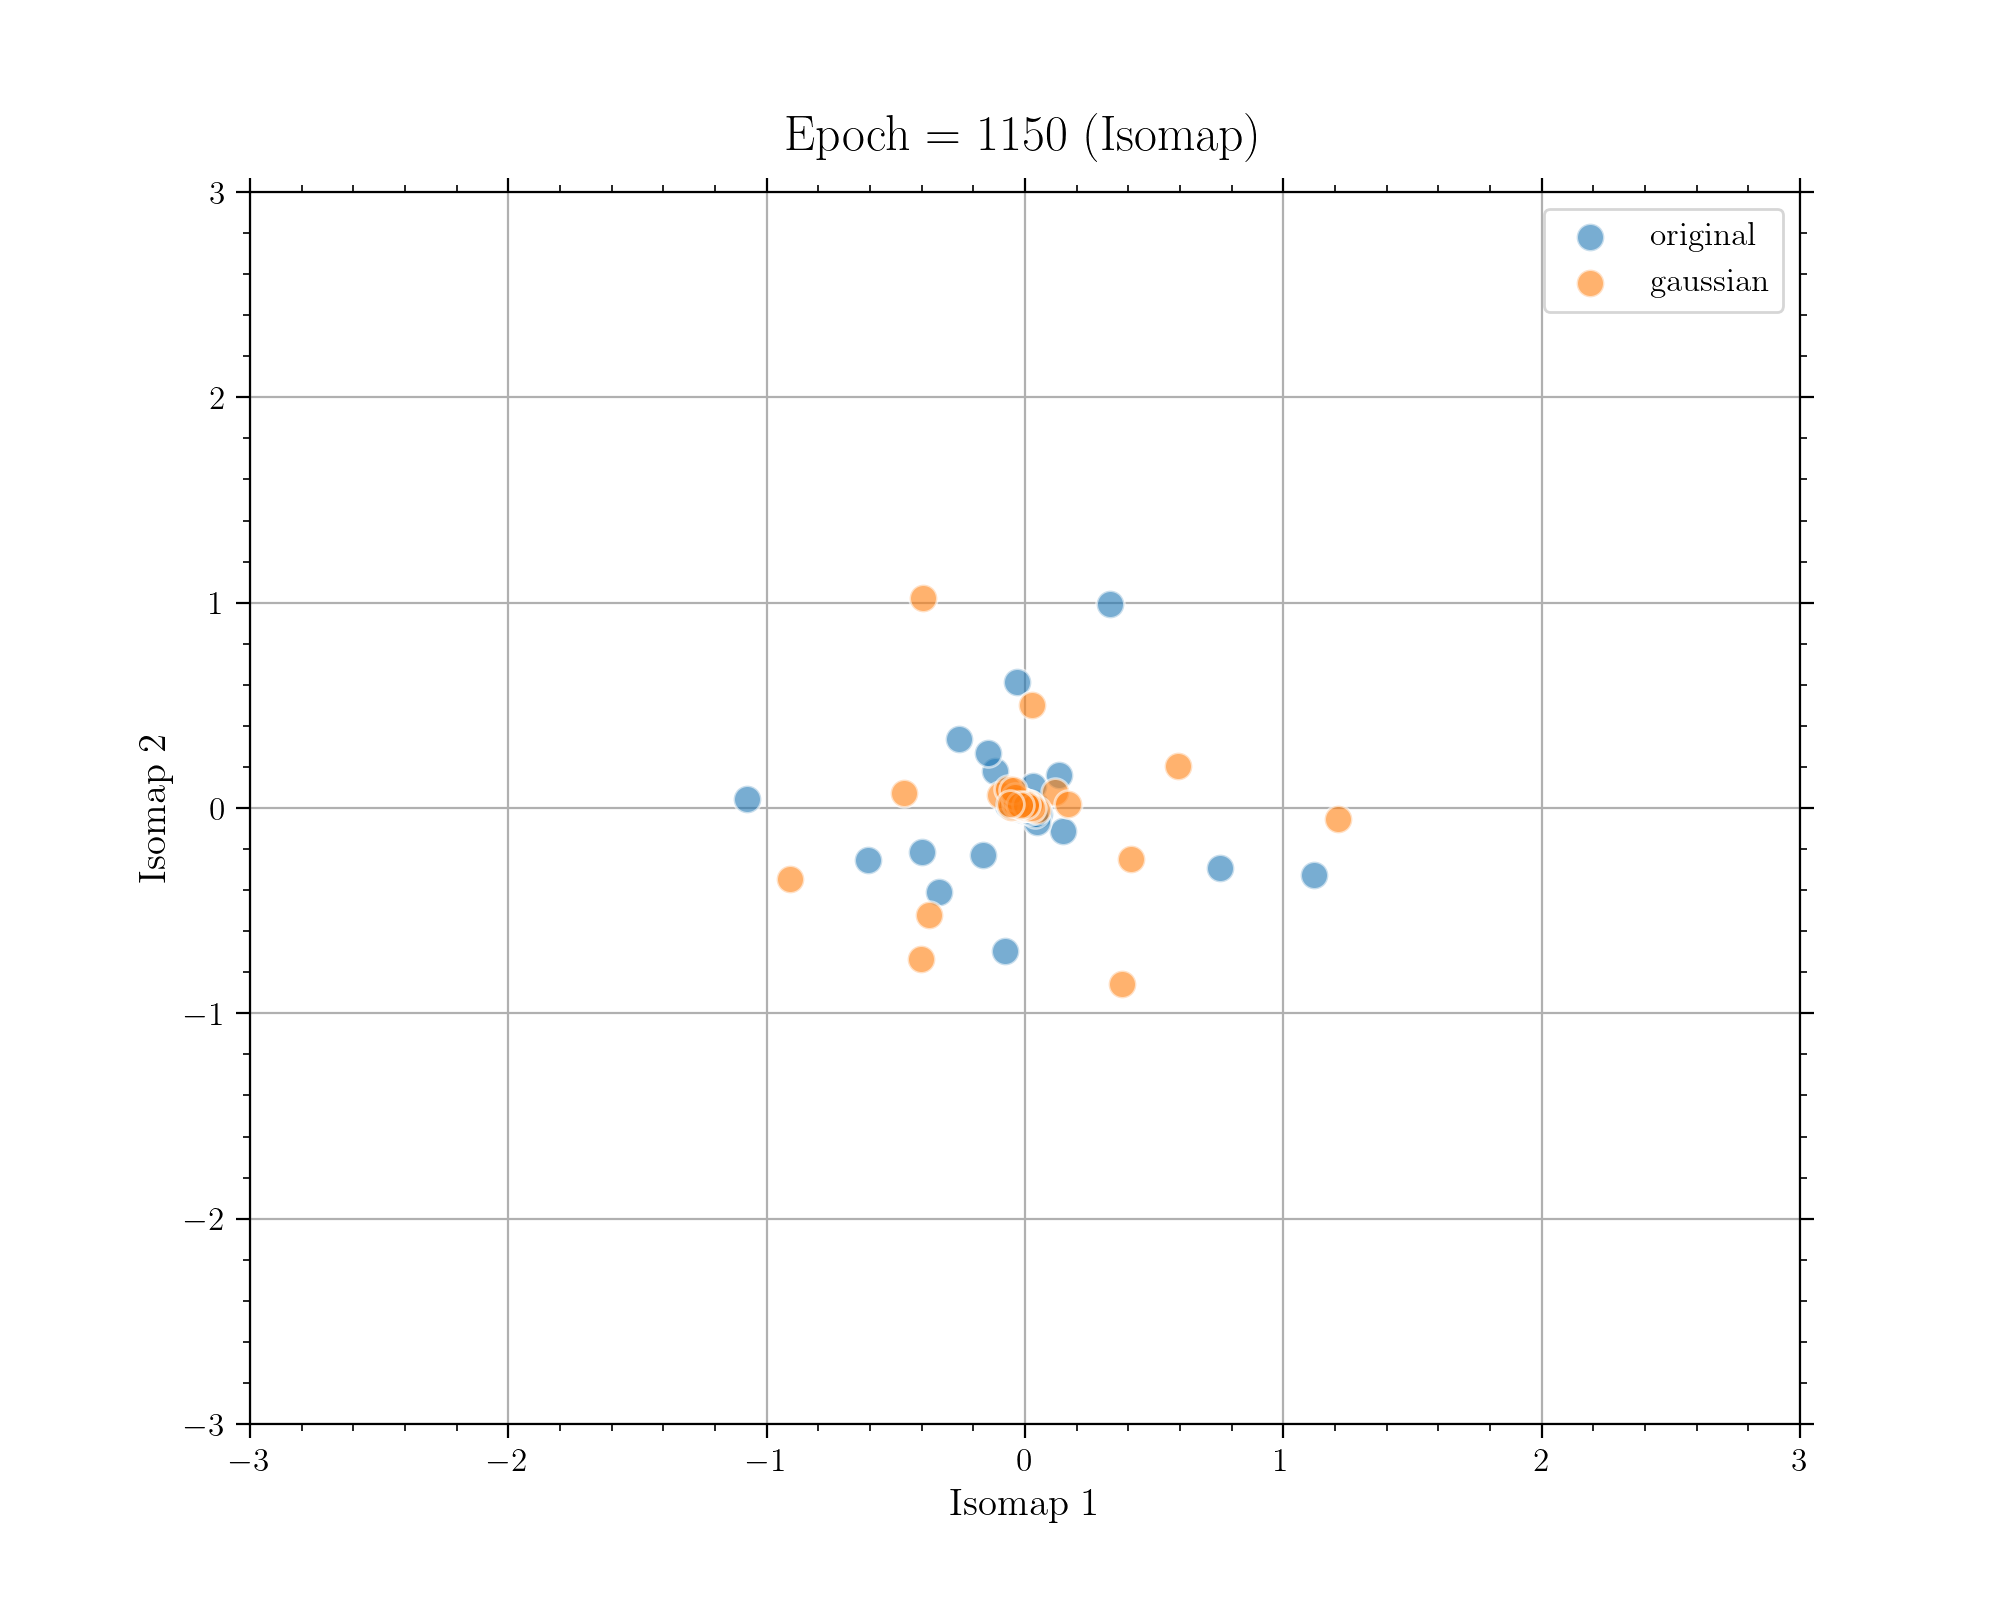 Epoch = 1150 (Isomap)
3
2
1
0
−1
−2
−3
−3 −2 −1 0 1 2 3
Isomap 1
Isomap 2
original
gaussian